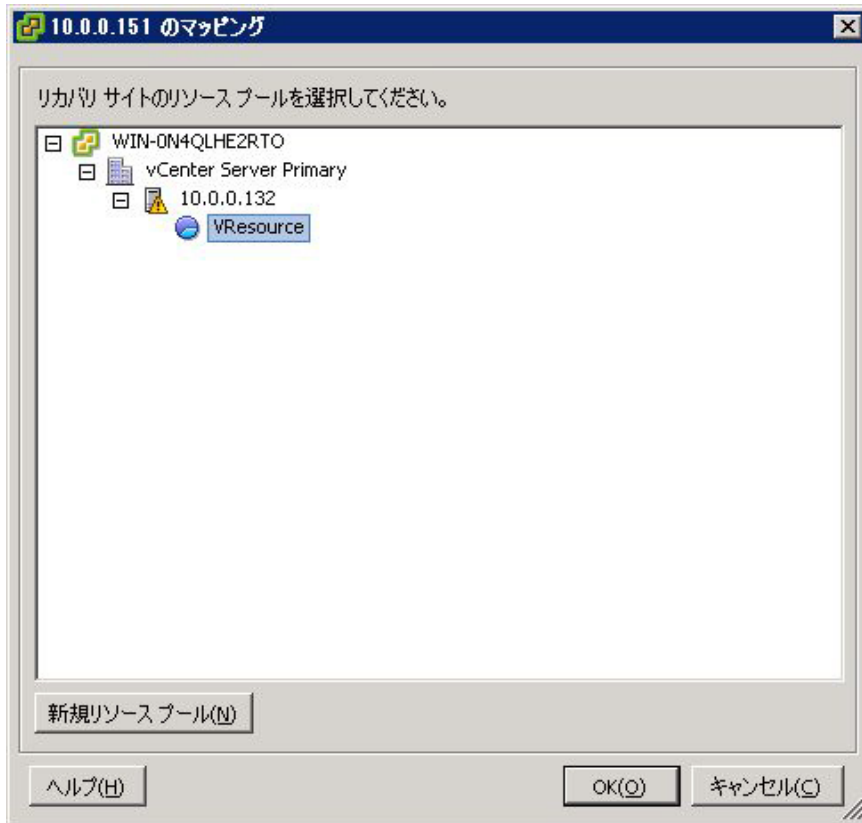 10.0.0.151 のマッピング
リカバリ サイトのリソース プールを選択してください。
WIN-0N4QLHE2RTO
vCenter Server Primary
10.0.0.132
VResource
新規リソース プール(N)
ヘルプ(H)
OK(O)
キャンセル(C)